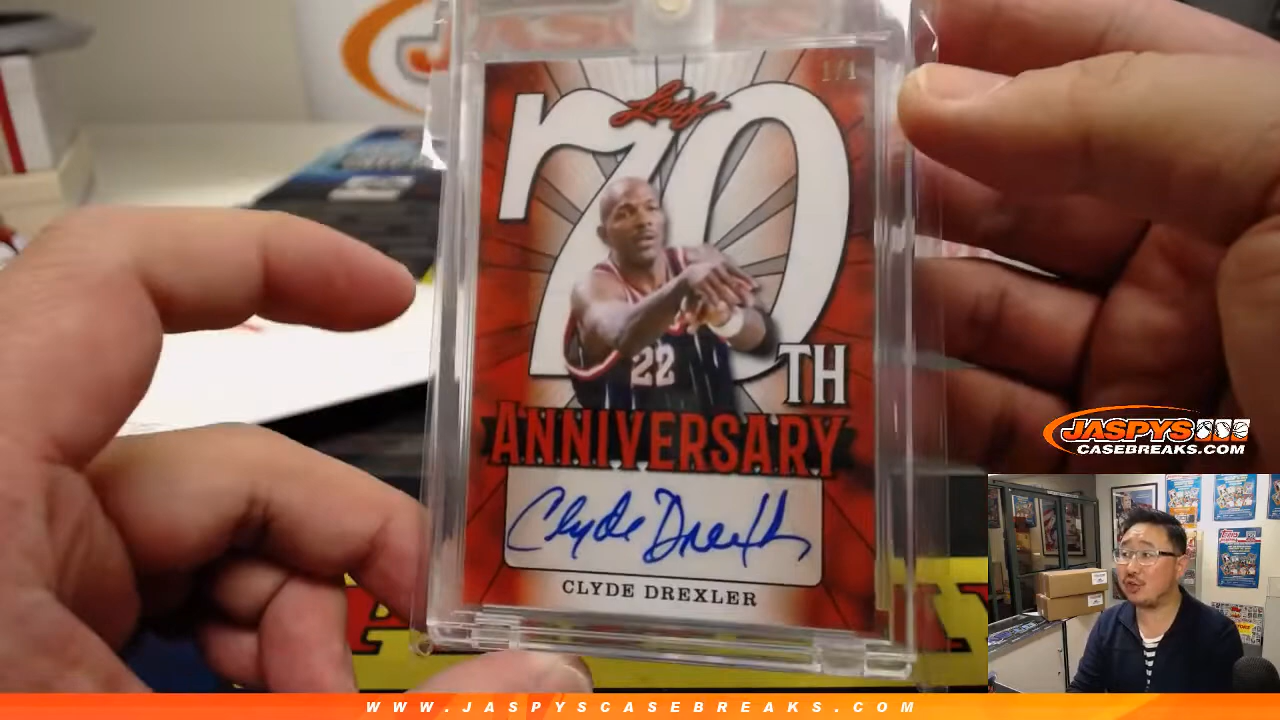 1/1
Leaf
70
TH
ANNIVERSARY
22
Clyde Drexler
CLYDE DREXLER
JASPYS
CASEBREAKS.COM
WWW.JASPYSCASEBREAKS.COM